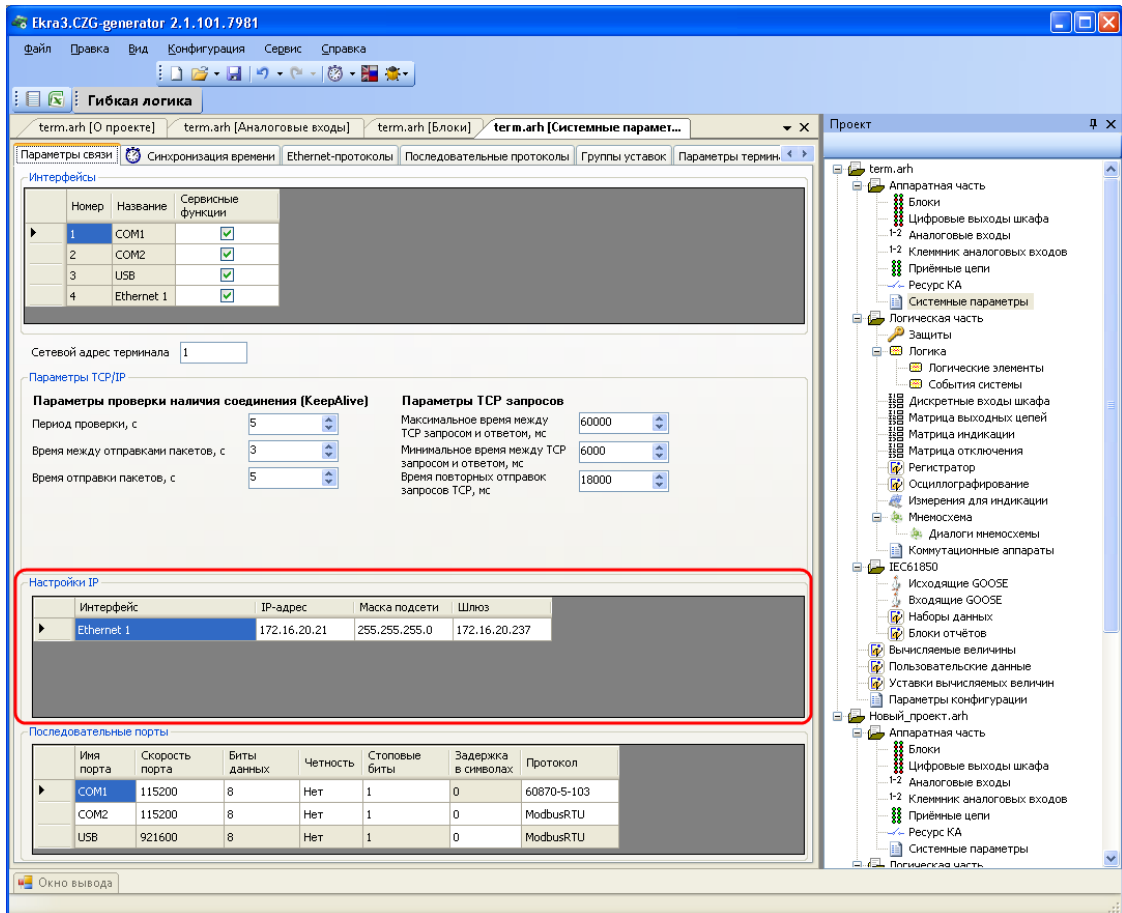 Ekra3.CZG-generator 2.1.101.7981
Файл Правка Вид Конфигурация Сервис Справка
Гибкая логика
term.arh [О проекте] term.arh [Аналоговые входы] term.arh [Блоки] term.arh [Системные парамет...
Параметры связи Синхронизация времени Ethernet-протоколы Последовательные протоколы Группы уставок Параметры термин
Интерфейсы
Номер Название Сервисные функции
1 COM1
2 COM2
3 USB
4 Ethernet 1
Сетевой адрес терминала 1
Параметры TCP/IP
Параметры проверки наличия соединения (KeepAlive)
Период проверки, с 5
Время между отправками пакетов, с 3
Время отправки пакетов, с 5
Параметры TCP запросов
Максимальное время между
TCP запросом и ответом, мс 60000
Минимальное время между TCP
запросом и ответом, мс 6000
Время повторных отправок
запросов TCP, мс 18000
Настройки IP
Интерфейс IP-адрес Маска подсети Шлюз
Ethernet 1 172.16.20.21 255.255.255.0 172.16.20.237
Последовательные порты
Имя порта Скорость порта Биты данных Четность Стоповые биты Задержка в символах Протокол
COM1 115200 8 Нет 1 0 60870-5-103
COM2 115200 8 Нет 1 0 ModbusRTU
USB 921600 8 Нет 1 0 ModbusRTU
Окно вывода
Проект
term.arh
Аппаратная часть
Блоки
Цифровые выходы шкафа
1-2 Аналоговые входы
1-2 Клеммник аналоговых входов
Приёмные цепи
Ресурс КА
Системные параметры
Логическая часть
Защиты
Логика
Логические элементы
События системы
Дискретные входы шкафа
Матрица выходных цепей
Матрица индикации
Матрица отключения
Регистратор
Осциллографирование
Измерения для индикации
Мнемосхема
Диалоги мнемосхемы
Коммутационные аппараты
IEC61850
Исходящие GOOSE
Входящие GOOSE
Наборы данных
Блоки отчётов
Вычисляемые величины
Пользовательские данные
Уставки вычисляемых величин
Параметры конфигурации
Новый_проект.arh
Аппаратная часть
Блоки
Цифровые выходы шкафа
1-2 Аналоговые входы
1-2 Клеммник аналоговых входов
Приёмные цепи
Ресурс КА
Системные параметры
Логическая часть